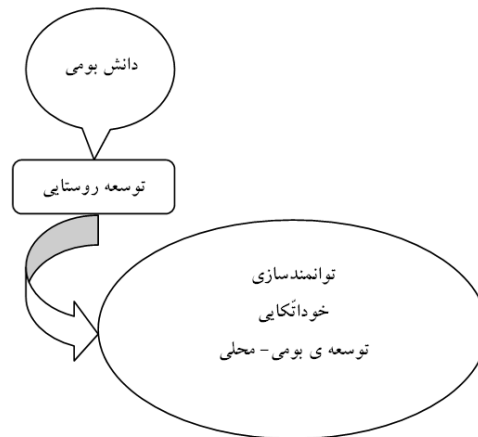 دانش بومی
توسعه روستایی
توانمندسازی
خوداتّکایی
توسعه ی بومی- محلی